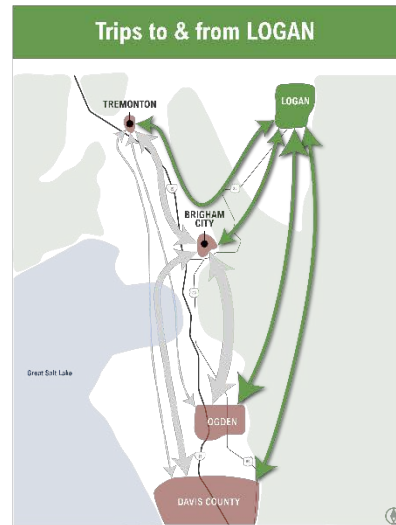 Trips to & from LOGAN
TREMONTON
LOGAN
BRIGHAM
CITY
Great Salt Lake
OGDEN
DAVIS COUNTY